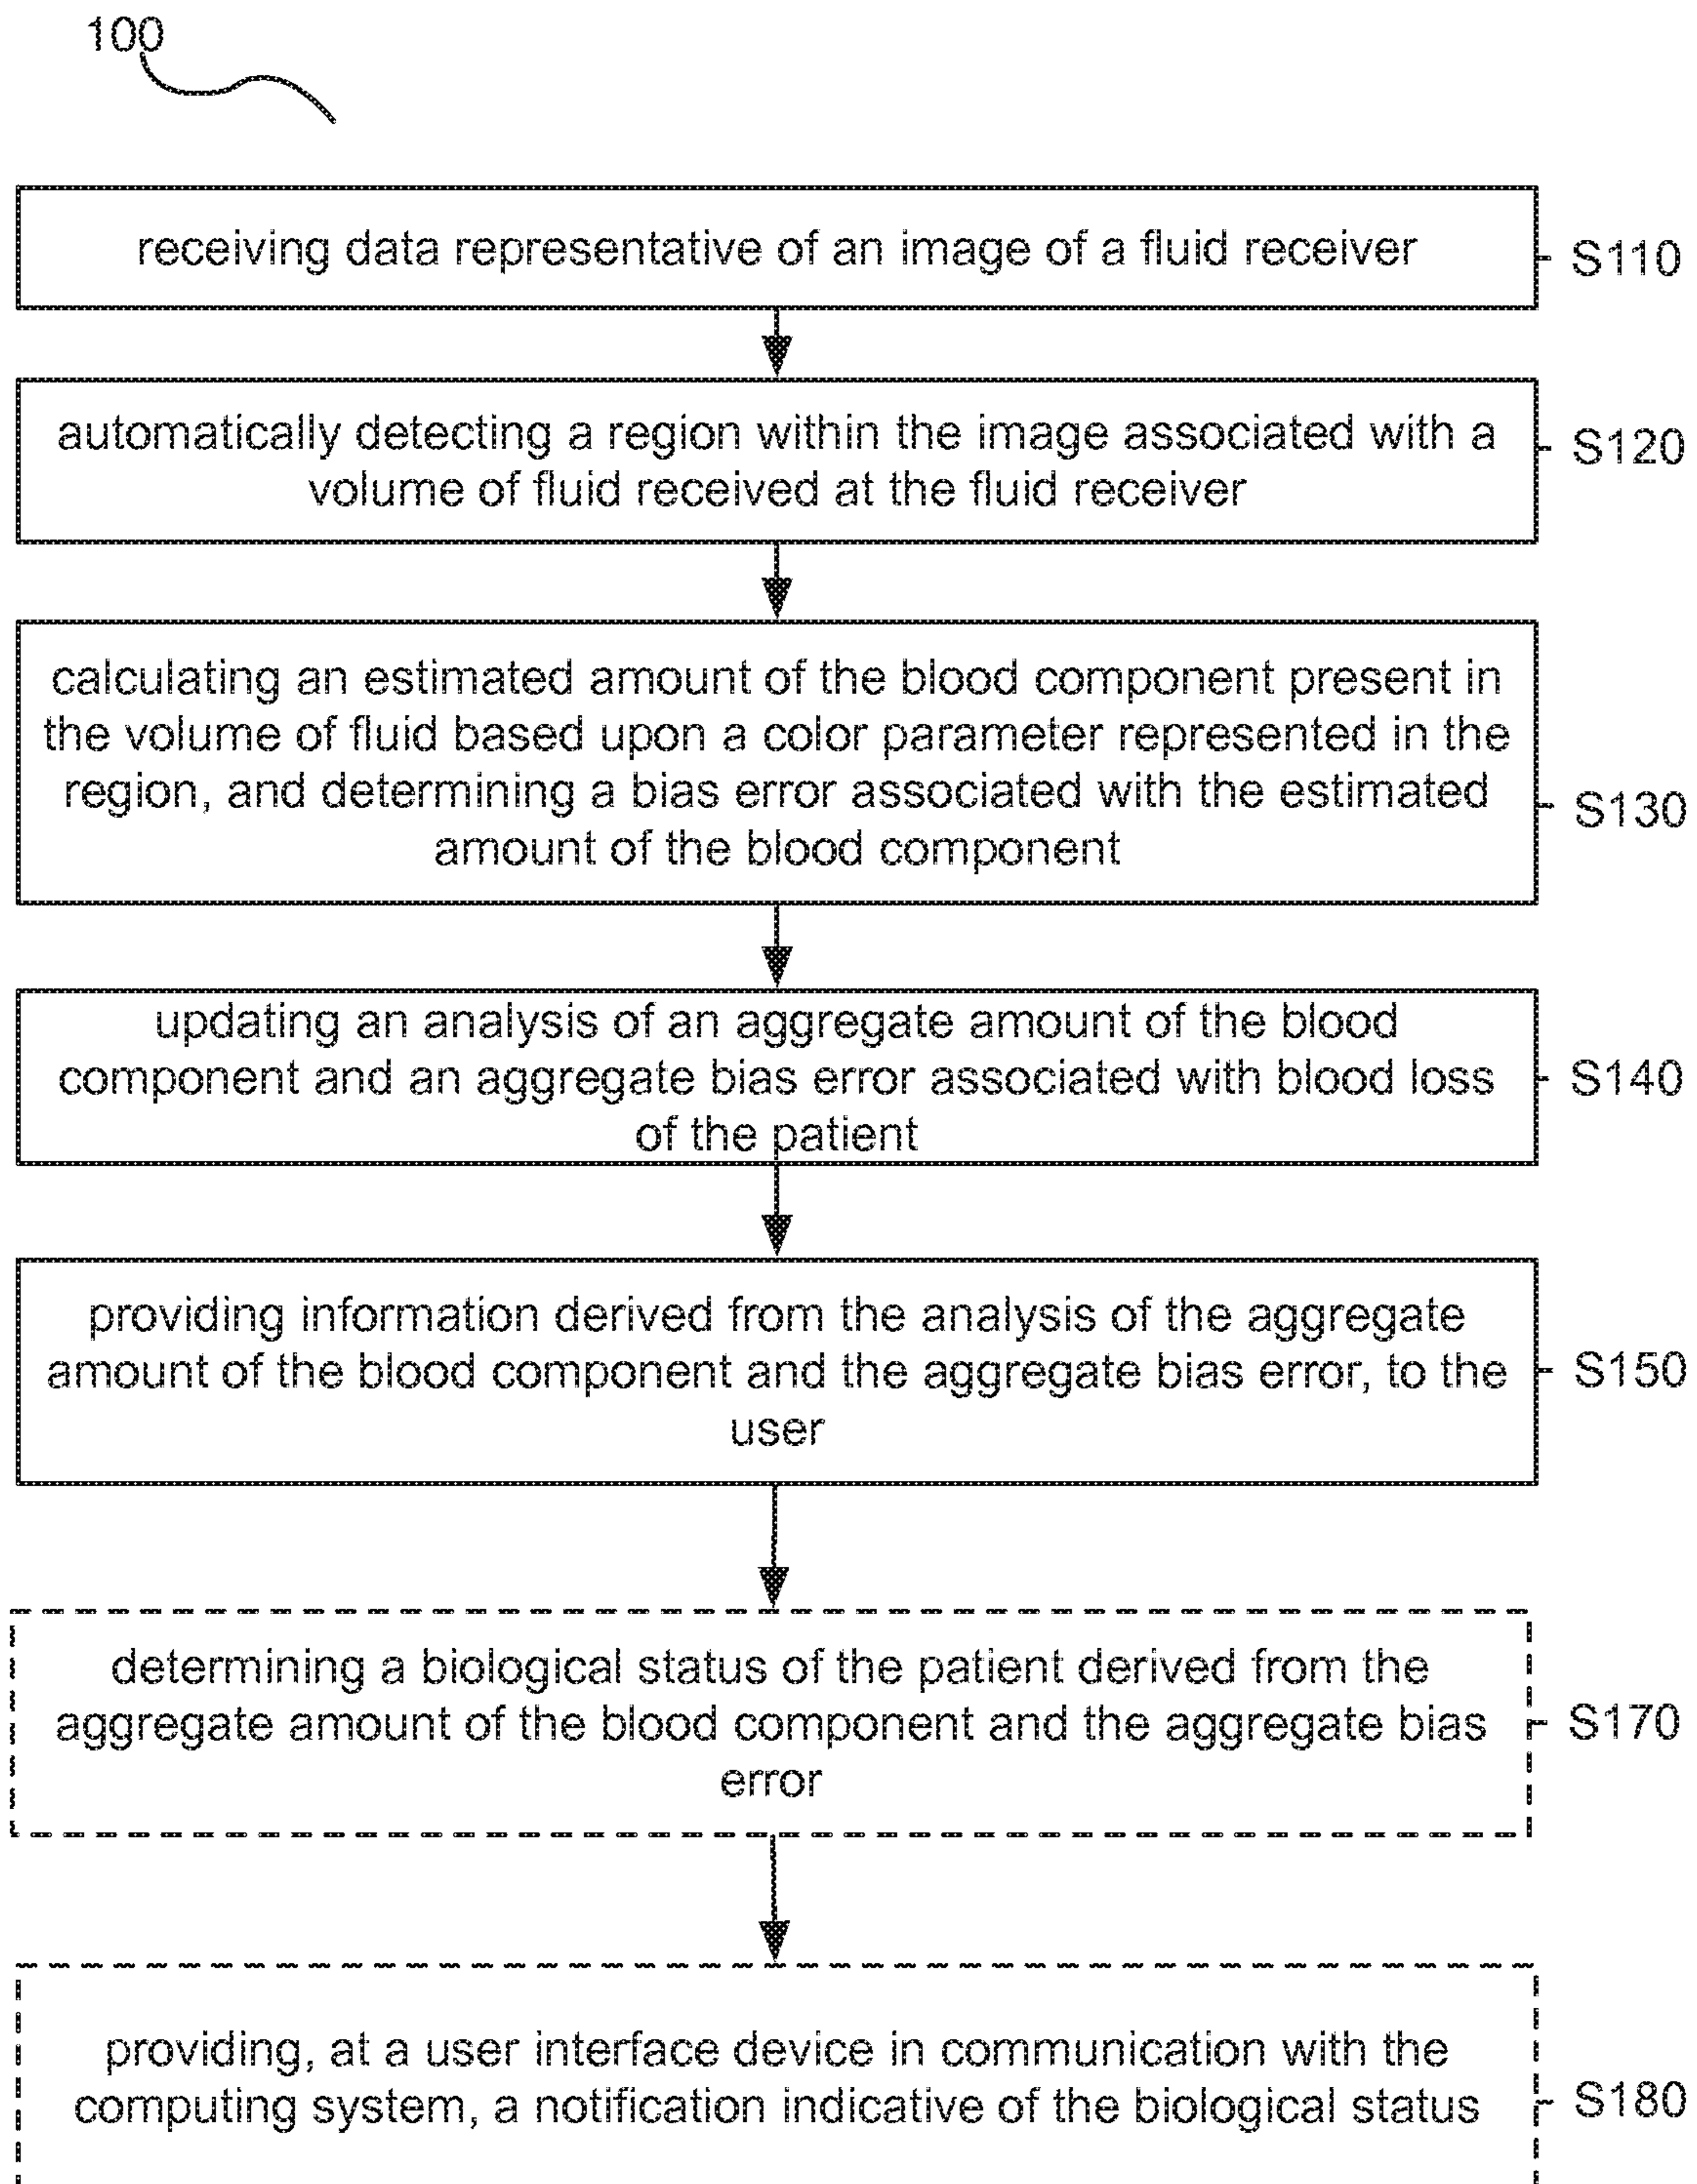 100
receiving data representative of an image of a fluid receiver
S110
automatically detecting a region within the image associated with a
volume of fluid received at the fluid receiver
S120
calculating an estimated amount of the blood component present in
the volume of fluid based upon a color parameter represented in the
region, and determining a bias error associated with the estimated
amount of the blood component
S130
updating an analysis of an aggregate amount of the blood
component and an aggregate bias error associated with blood loss
of the patient
S140
providing information derived from the analysis of the aggregate
amount of the blood component and the aggregate bias error, to the
user
S150
determining a biological status of the patient derived from the
aggregate amount of the blood component and the aggregate bias
error
S170
providing, at a user interface device in communication with the
computing system, a notification indicative of the biological status
S180